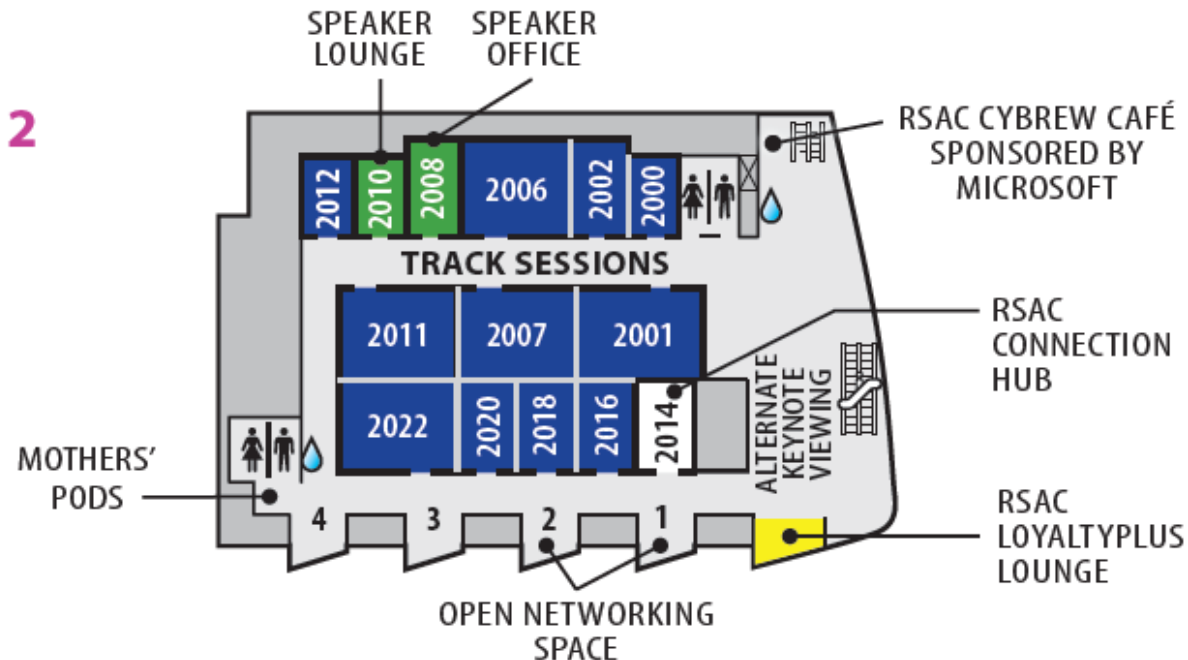 SPEAKER
LOUNGE
SPEAKER
OFFICE
2
RSAC CYBREW CAFÉ
SPONSORED BY
MICROSOFT
2012
2010
2008
2006
2002
2000
TRACK SESSIONS
2011
2007
2001
RSAC
CONNECTION
HUB
2022
2020
2018
2016
2014
ALTERNATE
KEYNOTE
VIEWING
MOTHERS’
PODS
4
3
2
1
RSAC
LOYALTYPLUS
LOUNGE
OPEN NETWORKING
SPACE